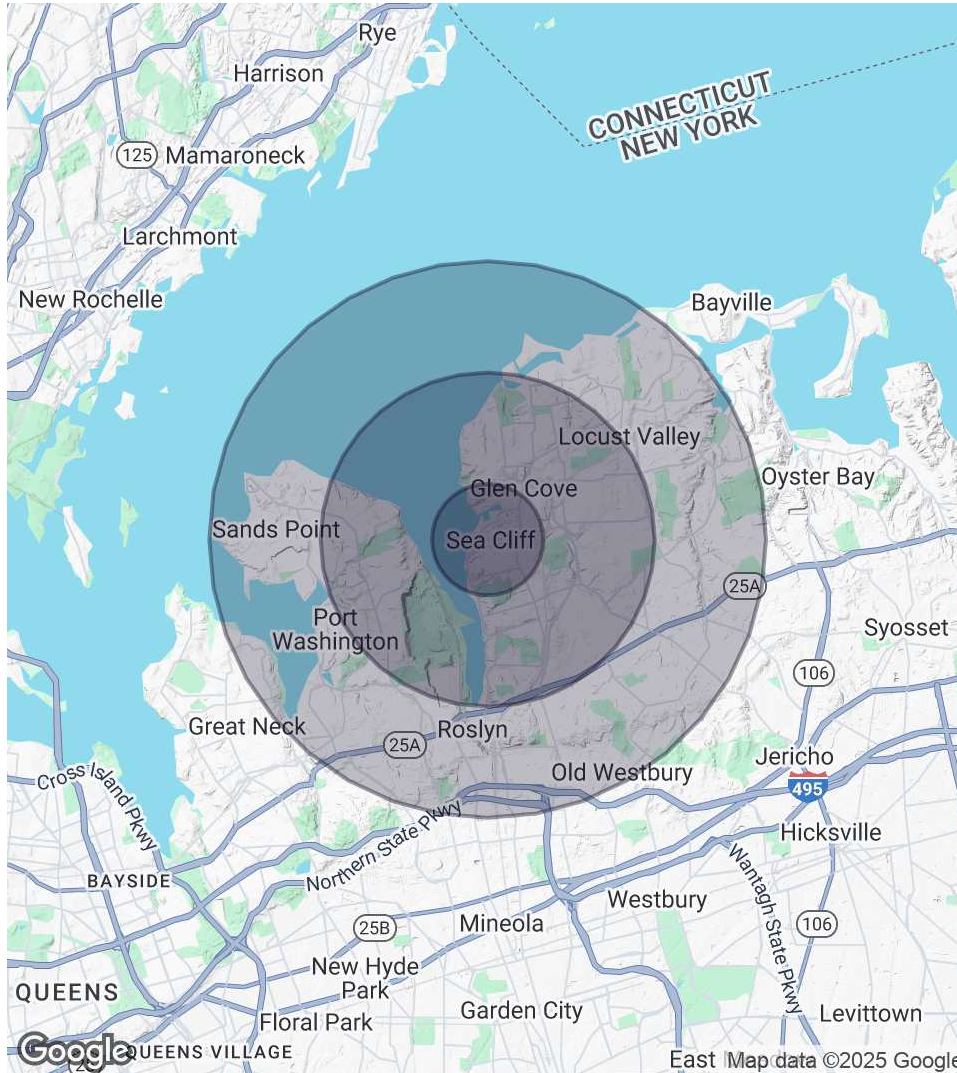 Rye
Harrison
CONNECTICUT
NEW YORK
125
Mamaroneck
Larchmont
New Rochelle
Bayville
Locust Valley
Oyster Bay
Glen Cove
Sands Point
Sea Cliff
25A
Port
Washington
Syosset
106
Great Neck
Roslyn
25A
Old Westbury
Jericho
495
Cross Island Pkwy
Northern State Pkwy
Hicksville
BAYSIDE
Wantagh State Pkwy
Westbury
25B
Mineola
106
New Hyde
Park
QUEENS
Garden City
Levittown
Floral Park
Google
QUEENS VILLAGE
East
Map data ©2025 Google